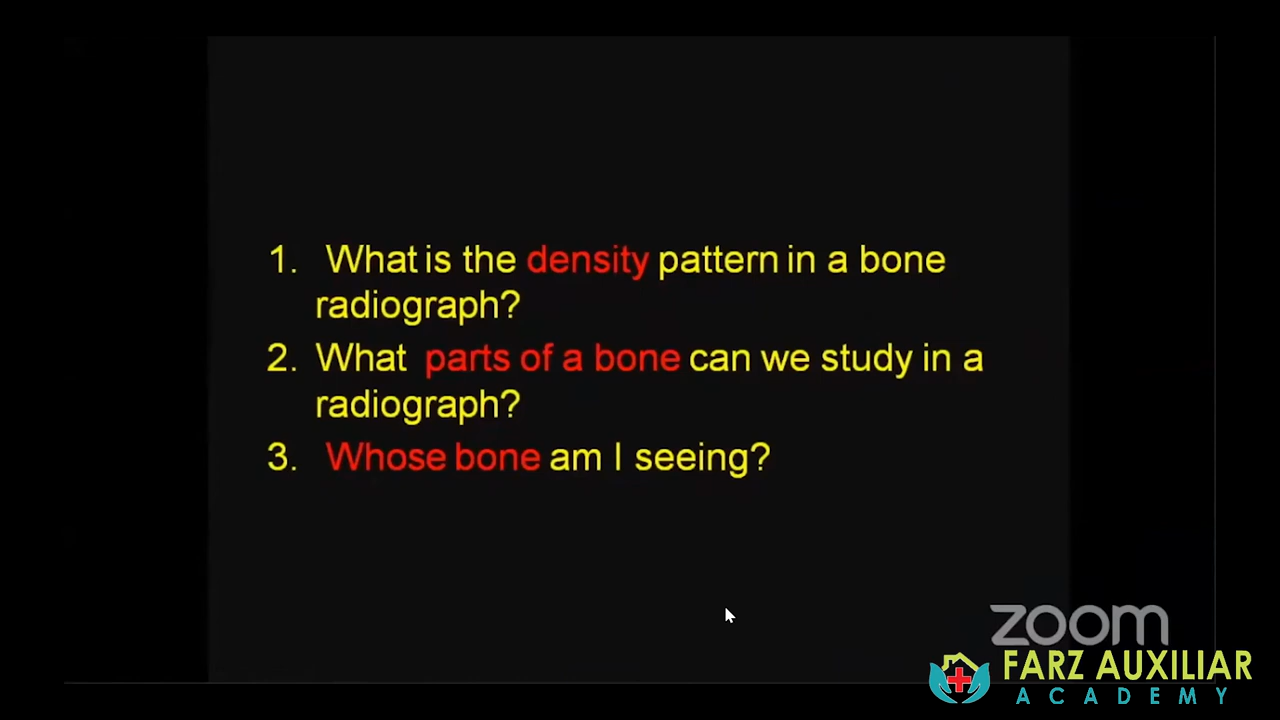 1. What is the density pattern in a bone
radiograph?
2. What parts of a bone can we study in a
radiograph?
3. Whose bone am I seeing?
zoom
FARZ AUXILIAR
ACADEMY